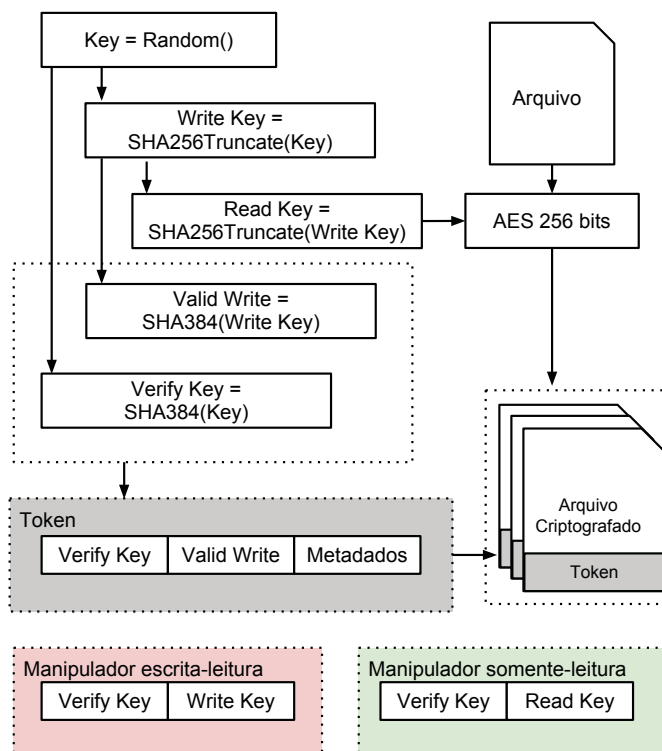 Key = Random()
Arquivo
Write Key =
SHA256Truncate(Key)
Read Key =
SHA256Truncate(Write Key)
AES 256 bits
Valid Write =
SHA384(Write Key)
Verify Key =
SHA384(Key)
Arquivo
Criptografado
Token
Token
Verify Key
Valid Write
Metadados
Manipulador escrita-leitura
Verify Key
Write Key
Manipulador somente-leitura
Verify Key
Read Key